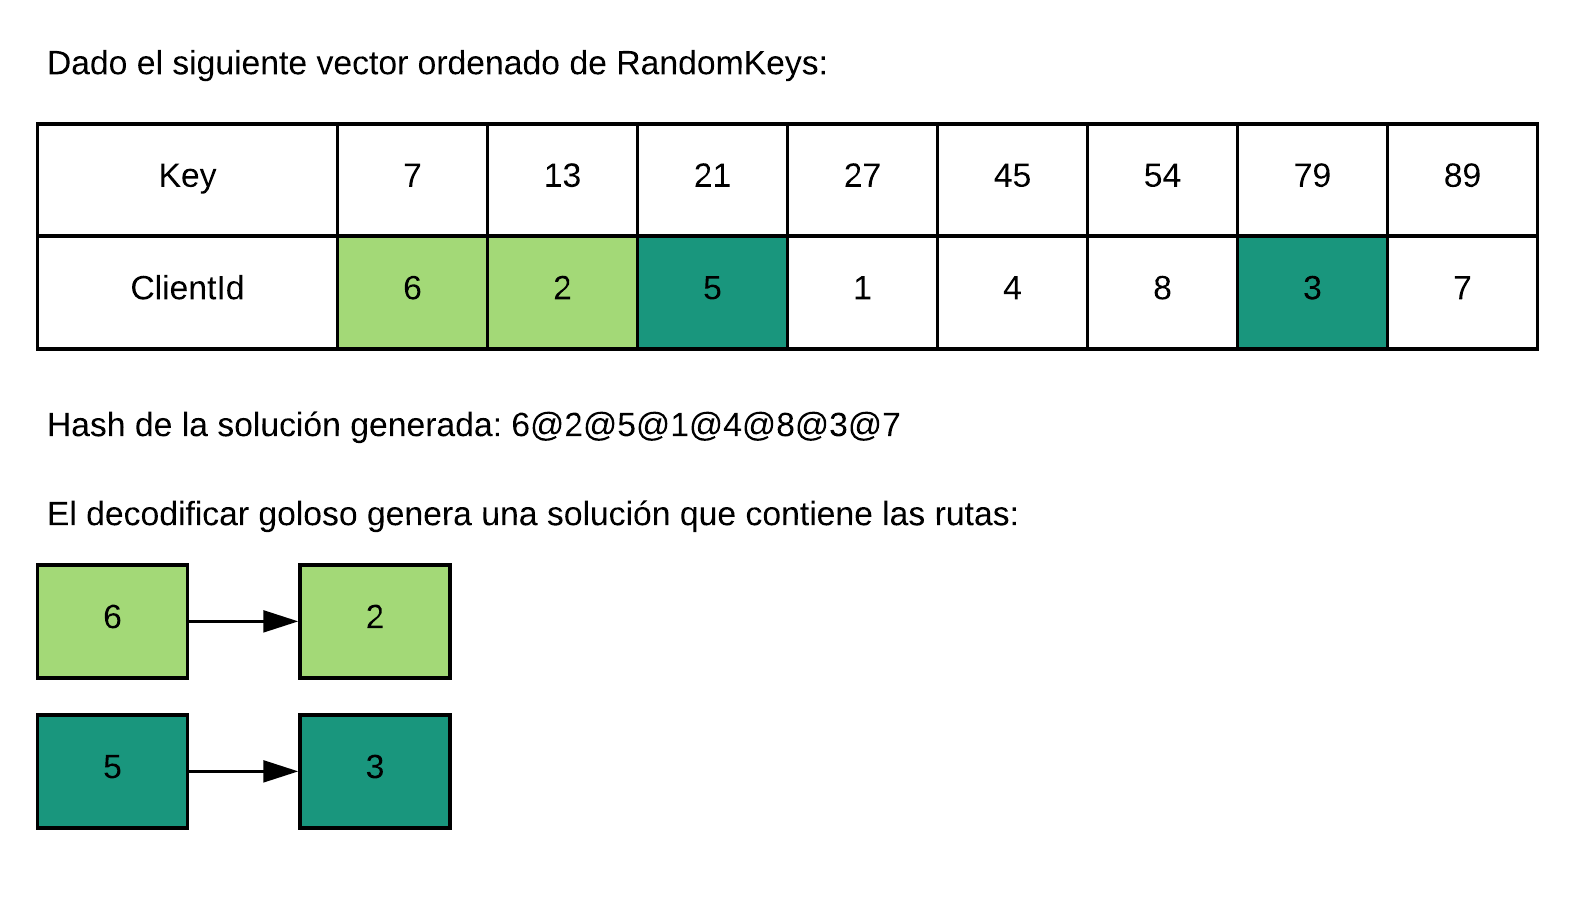 Dado el siguiente vector ordenado de RandomKeys:
Key 7 13 21 27 45 54 79 89
ClientId 6 2 5 1 4 8 3 7
Hash de la solución generada: 6@2@5@1@4@8@3@7
El decodificar goloso genera una solución que contiene las rutas:
6 2
5 3